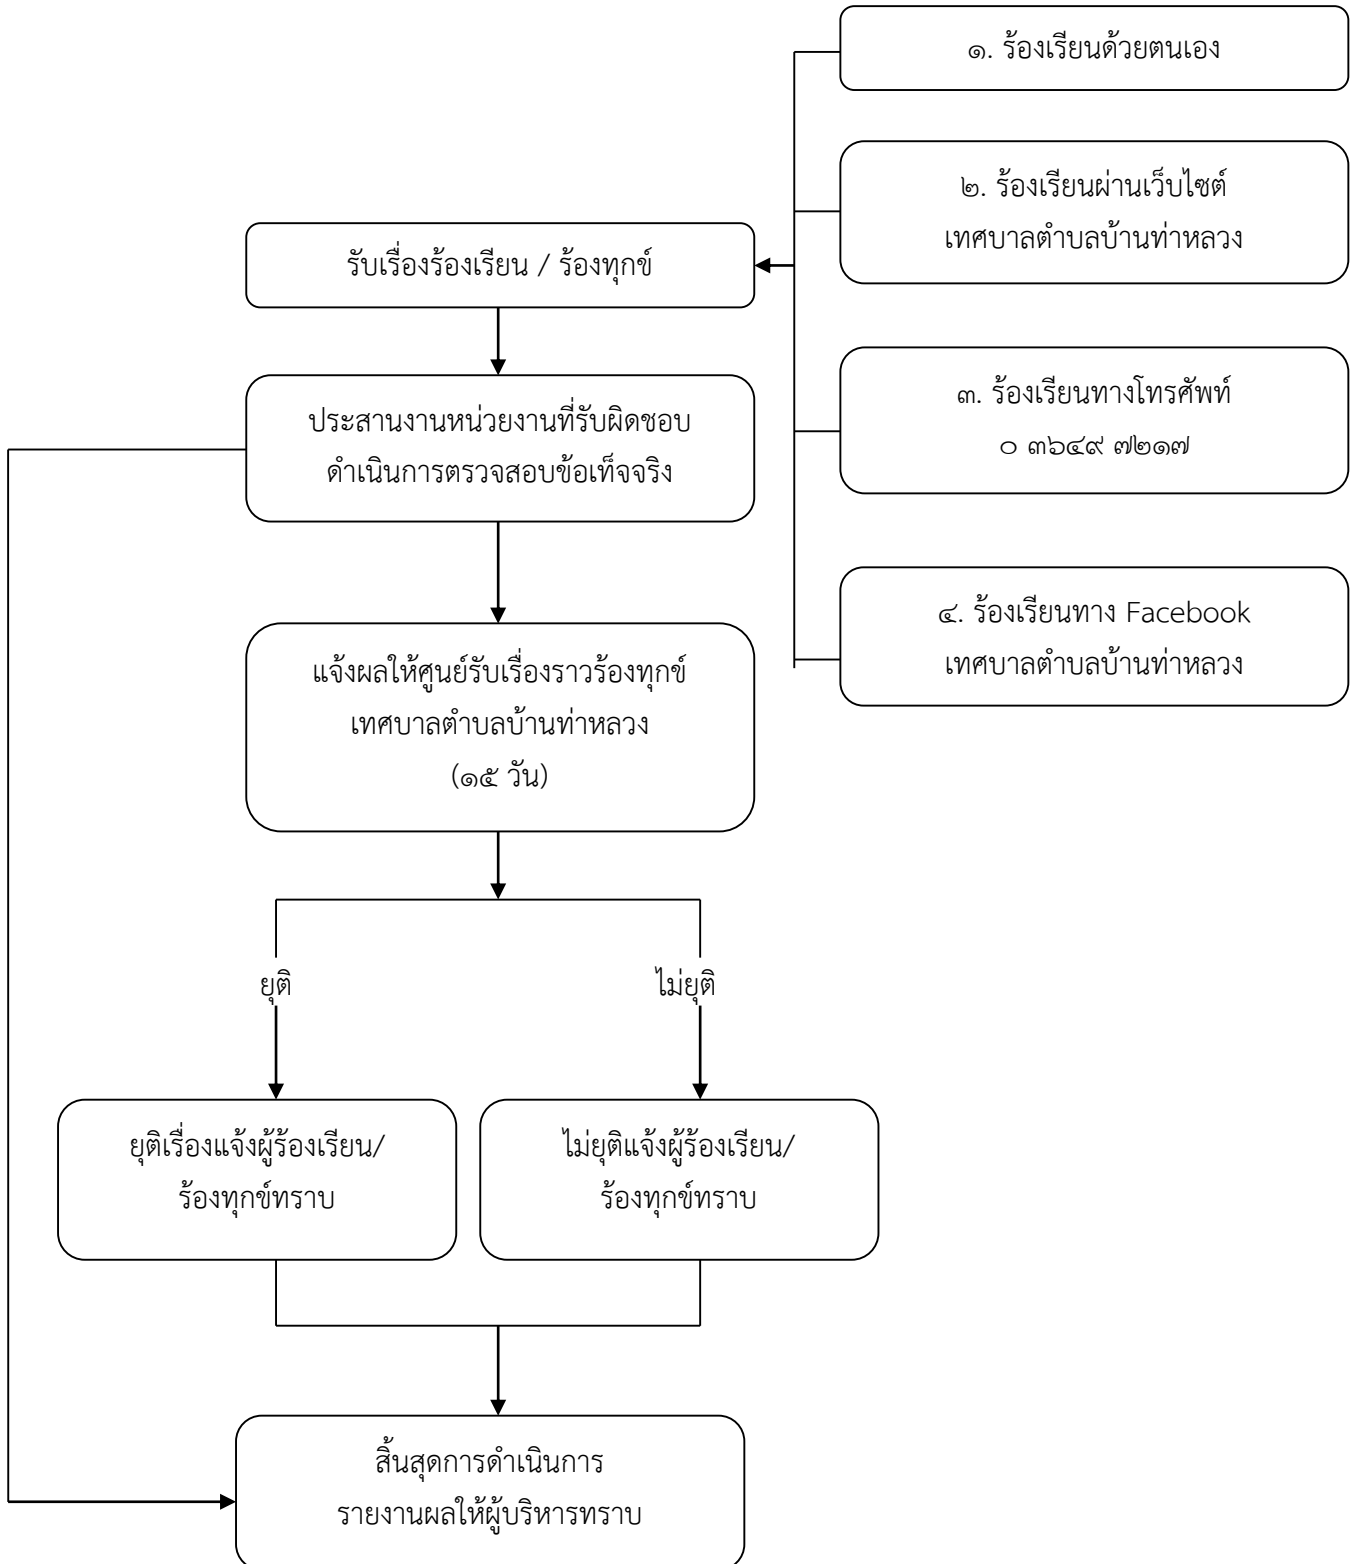 ๑. ร้องเรียนด้วยตนเอง
๒. ร้องเรียนผ่านเว็บไซต์
เทศบาลตำบลบ้านท่าหลวง
รับเรื่องร้องเรียน / ร้องทุกข์
๓. ร้องเรียนทางโทรศัพท์
๐ ๓๖๔๙ ๗๒๑๗
ประสานงานหน่วยงานที่รับผิดชอบ
ดำเนินการตรวจสอบข้อเท็จจริง
๔. ร้องเรียนทาง Facebook
เทศบาลตำบลบ้านท่าหลวง
แจ้งผลให้ศูนย์รับเรื่องราวร้องทุกข์
เทศบาลตำบลบ้านท่าหลวง
(๑๕ วัน)
ยุติ
ไม่ยุติ
ยุติเรื่องแจ้งผู้ร้องเรียน/
ร้องทุกข์ทราบ
ไม่ยุติแจ้งผู้ร้องเรียน/
ร้องทุกข์ทราบ
สิ้นสุดการดำเนินการ
รายงานผลให้ผู้บริหารทราบ